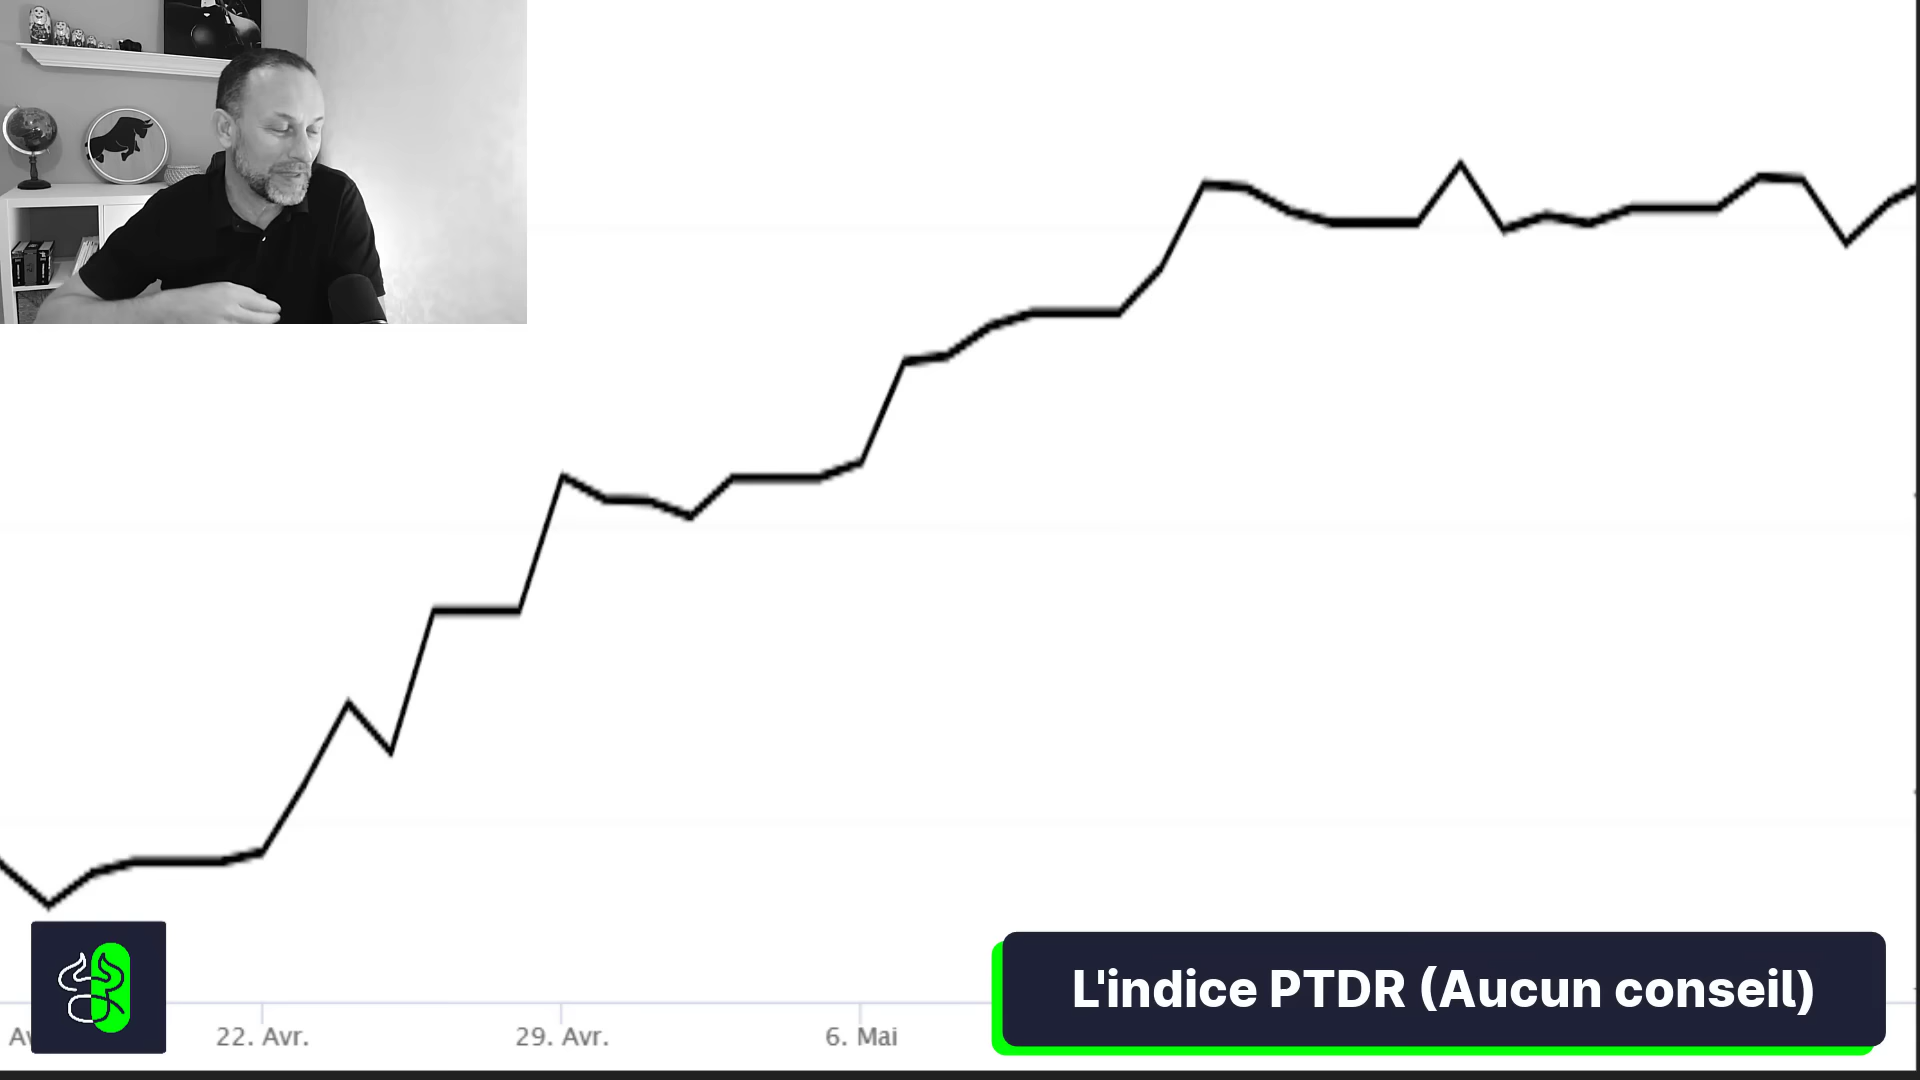 L'indice PTDR (Aucun conseil)
22. Avr.
29. Avr.
6. Mai